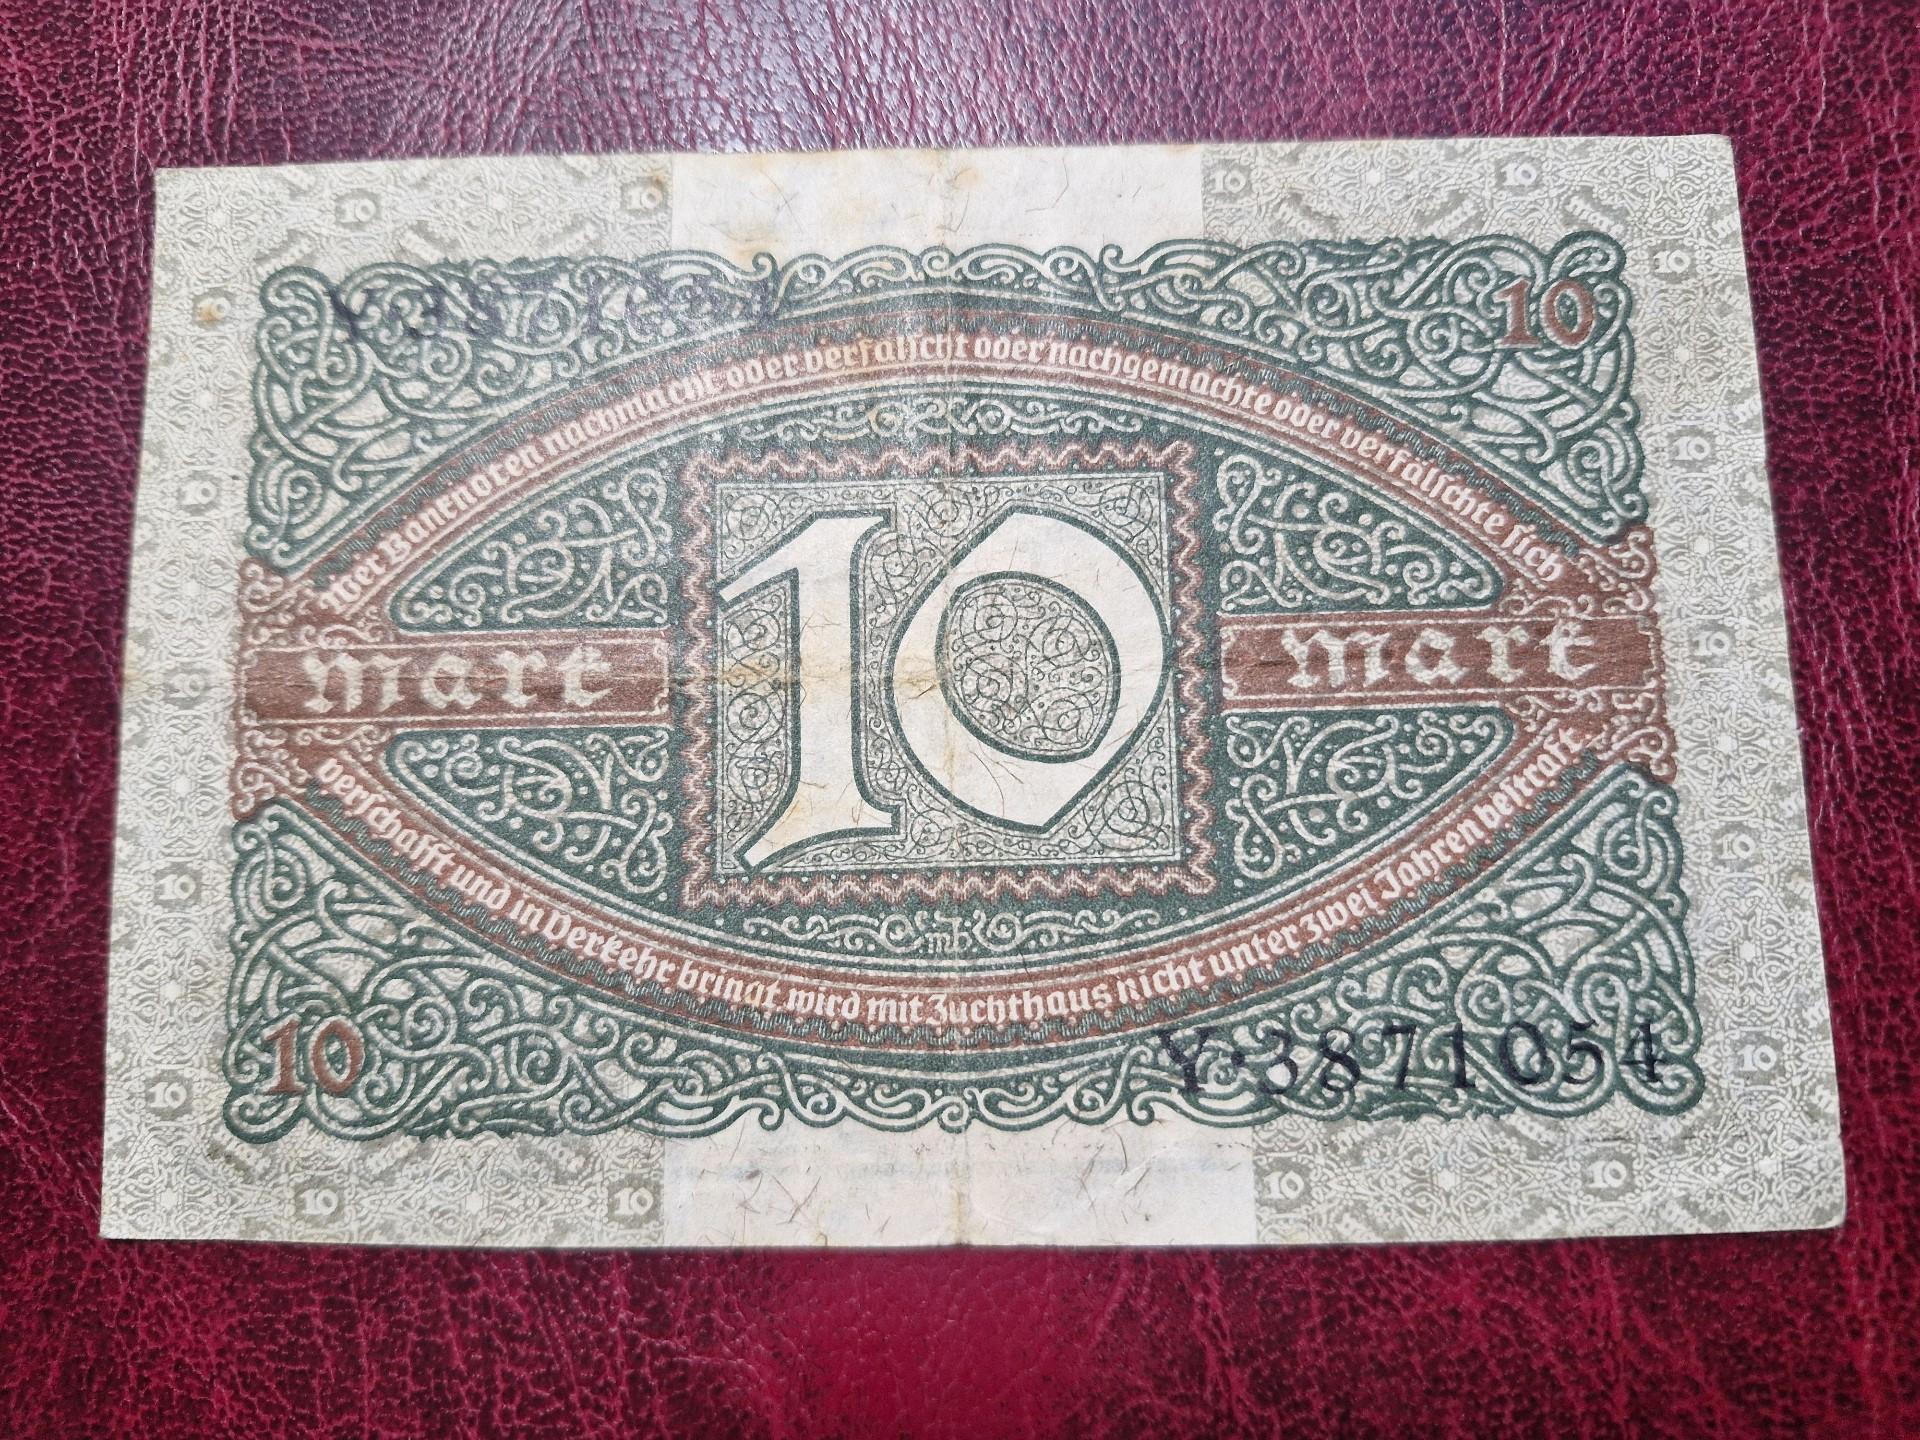 Y·3871054
10
Wer Banknoten nachmacht oder verfälscht oder nachgemachte oder verfälschte sich
10
Mark
Mark
verschafft und in Verkehr bringt, wird mit Zuchthaus nicht unter zwei Jahren bestraft
10
Y·3871054